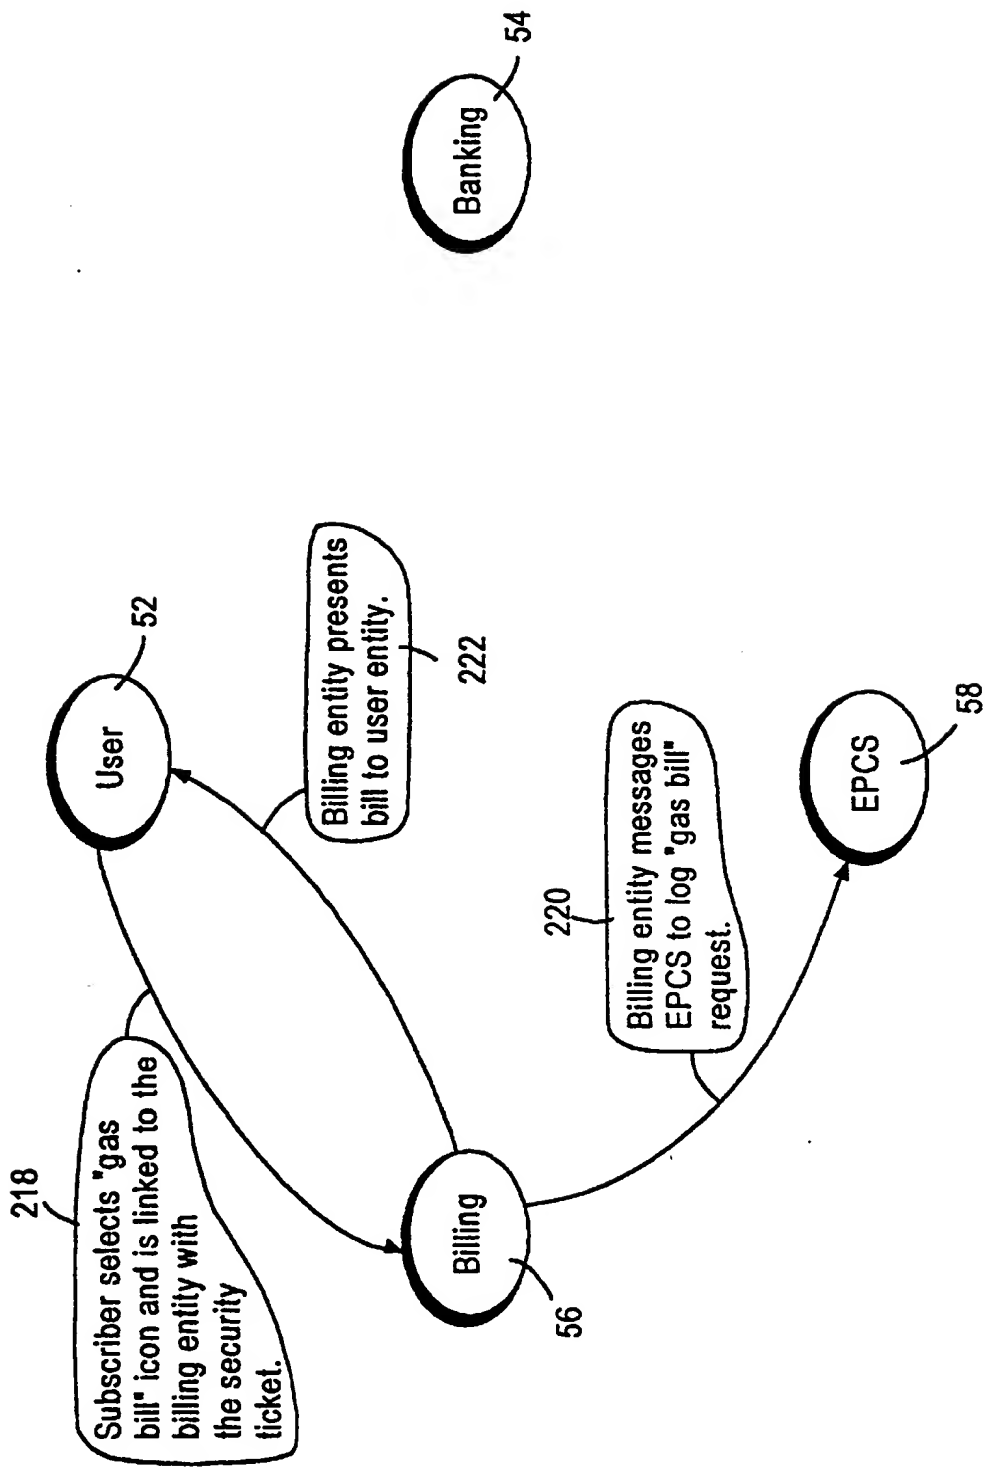 218
Subscriber selects "gas
bill" icon and is linked to the
billing entity with
the security
ticket.
User
52
Billing entity presents
bill to user entity.
222
Billing
56
Banking
54
220
Billing entity messages
EPCS to log "gas bill"
request.
EPCS
58